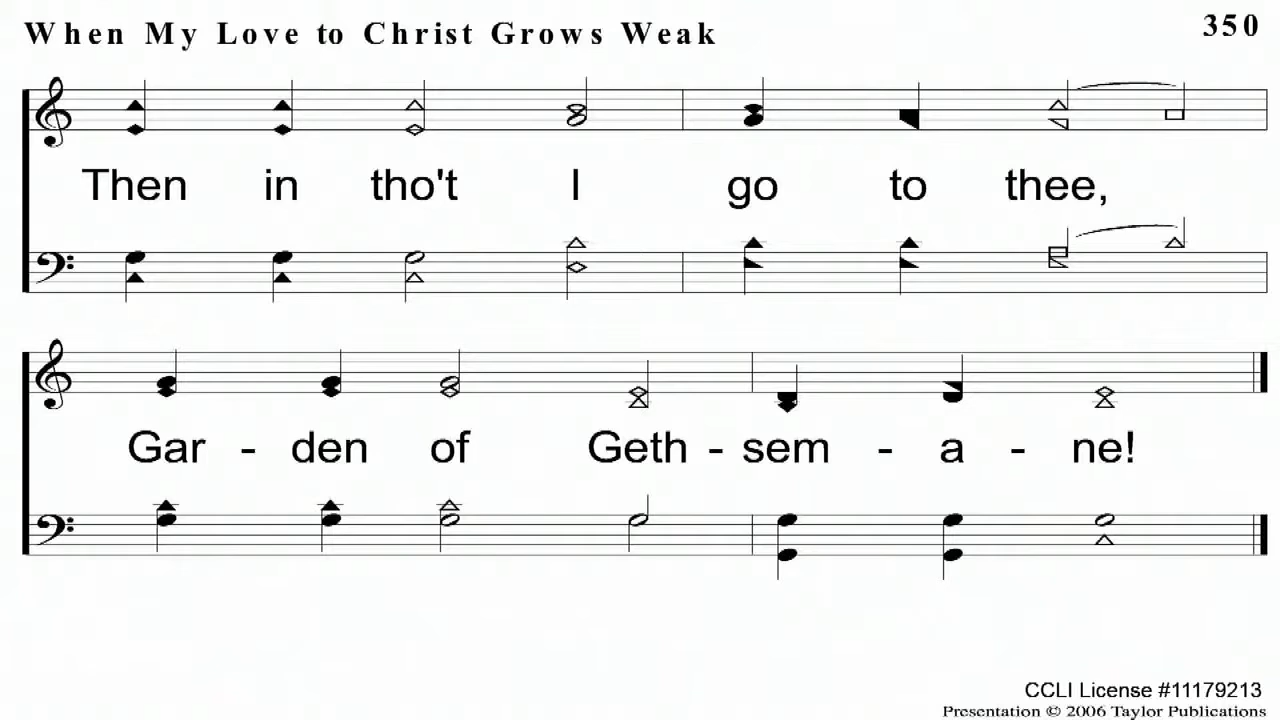 When My Love to Christ Grows Weak
350
Then in tho't I go to thee,
Gar - den of Geth - sem - a - ne!
CCLI License #11179213
Presentation © 2006 Taylor Publications